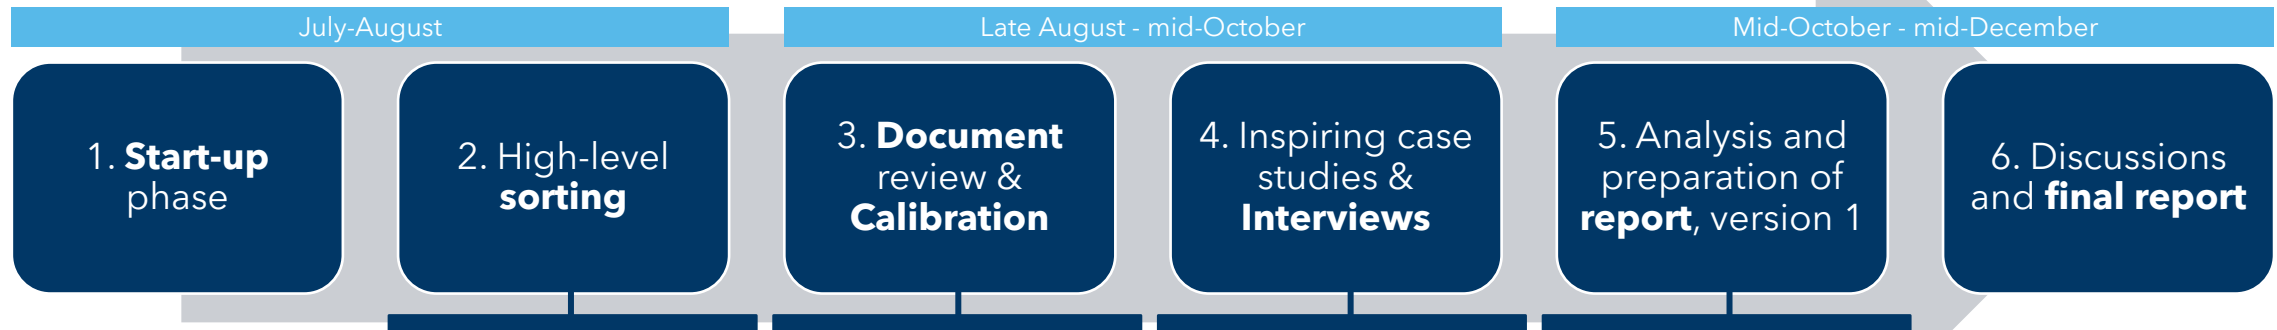 July-August
Late August - mid-October
Mid-October - mid-December
1. Start-up
phase
2. High-level
sorting
3. Document
review &
Calibration
4. Inspiring case
studies &
Interviews
5. Analysis and
preparation of
report, version 1
6. Discussions
and final report